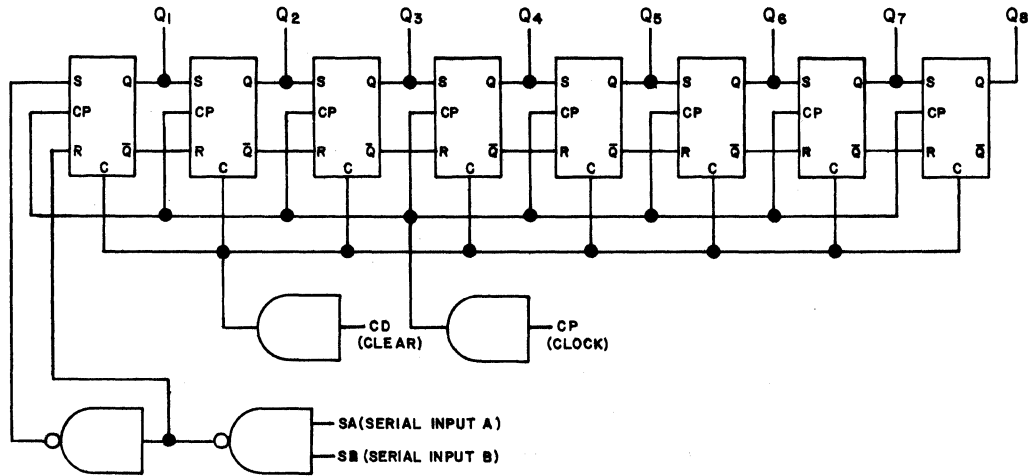 Q1 Q2 Q3 Q4 Q5 Q6 Q7 Q8
S Q S Q S Q S Q S Q S Q S Q S Q
CP CP CP CP CP CP CP CP
R Q̅ R Q̅ R Q̅ R Q̅ R Q̅ R Q̅ R Q̅ R Q̅
C C C C C C C C
CD
(CLEAR)
CP
(CLOCK)
SA (SERIAL INPUT A)
SB (SERIAL INPUT B)